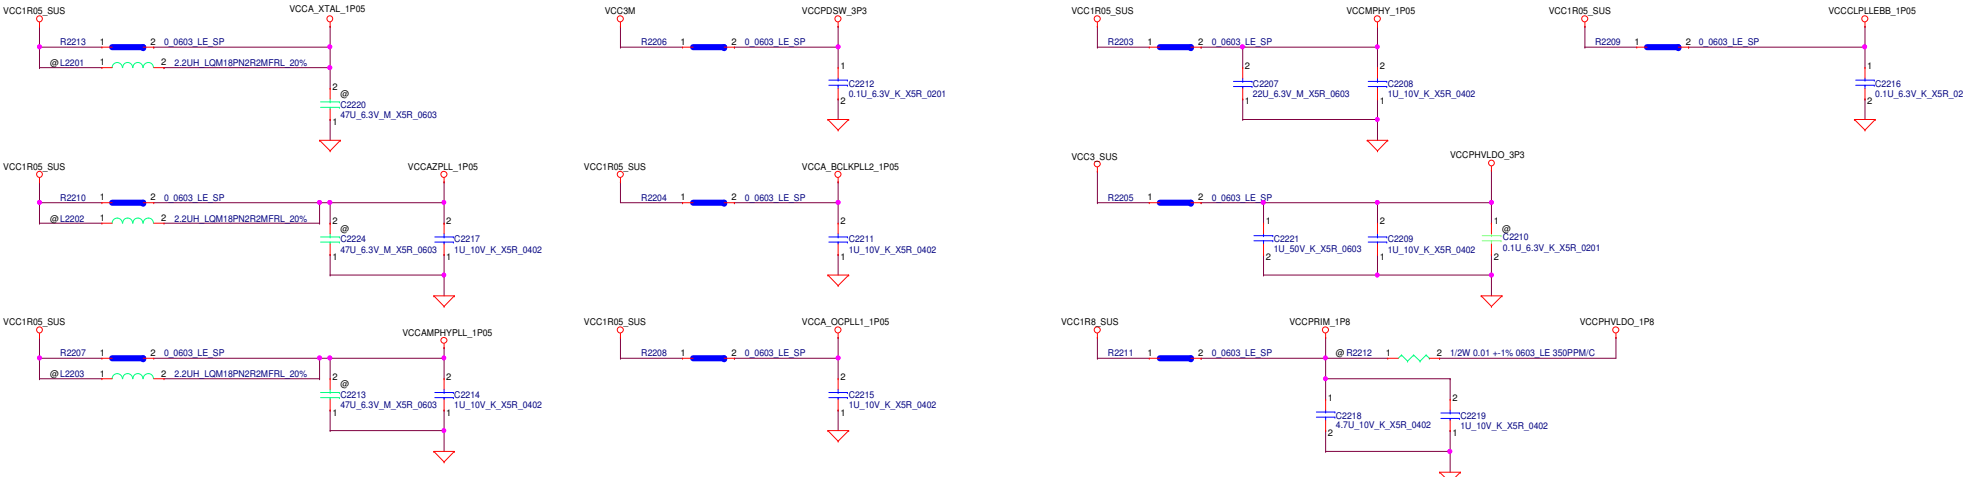 VCC1R05_SUS
VCCA_XTAL_1P05
R2213 1 2 0_0603_LE_SP
@ L2201 1 2 2.2UH_LQM18PN2R2MFRL_20%
2
@
C2220
47U_6.3V_M_X5R_0603
1
VCC3M
VCCPDSW_3P3
R2206 1 2 0_0603_LE_SP
1
C2212
0.1U_6.3V_K_X5R_0201
2
VCC1R05_SUS
VCCMPHY_1P05
R2203 1 2 0_0603_LE_SP
2
C2207
22U_6.3V_M_X5R_0603
1
2
C2208
1U_10V_K_X5R_0402
1
VCC1R05_SUS
VCCCLPLLEBB_1P05
R2209 1 2 0_0603_LE_SP
1
C2216
0.1U_6.3V_K_X5R_02
2
VCC1R05_SUS
VCCAZPLL_1P05
R2210 1 2 0_0603_LE_SP
@ L2202 1 2 2.2UH_LQM18PN2R2MFRL_20%
2
@
C2224
47U_6.3V_M_X5R_0603
1
2
C2217
1U_10V_K_X5R_0402
1
VCC1R05_SUS
VCCA_BCLKPLL2_1P05
R2204 1 2 0_0603_LE_SP
2
C2211
1U_10V_K_X5R_0402
1
VCC3_SUS
VCCPHVLDO_3P3
R2205 1 2 0_0603_LE_SP
1
C2221
1U_50V_K_X5R_0603
2
2
C2209
1U_10V_K_X5R_0402
1
1
@
C2210
0.1U_6.3V_K_X5R_0201
2
VCC1R05_SUS
VCCAMPHYPLL_1P05
R2207 1 2 0_0603_LE_SP
@ L2203 1 2 2.2UH_LQM18PN2R2MFRL_20%
2
@
C2213
47U_6.3V_M_X5R_0603
1
2
C2214
1U_10V_K_X5R_0402
1
VCC1R05_SUS
VCCA_OCPLL1_1P05
R2208 1 2 0_0603_LE_SP
2
C2215
1U_10V_K_X5R_0402
1
VCC1R8_SUS
VCCPRIM_1P8
VCCPHVLDO_1P8
R2211 1 2 0_0603_LE_SP
@ R2212 1 2 1/2W 0.01 +-1% 0603_LE 350PPM/C
1
C2218
4.7U_10V_K_X5R_0402
2
2
C2219
1U_10V_K_X5R_0402
1